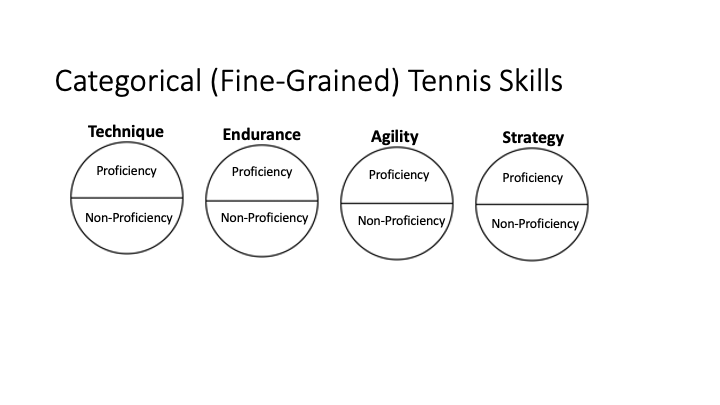 Categorical (Fine-Grained) Tennis Skills
Technique
Proficiency
Non-Proficiency
Endurance
Proficiency
Non-Proficiency
Agility
Proficiency
Non-Proficiency
Strategy
Proficiency
Non-Proficiency